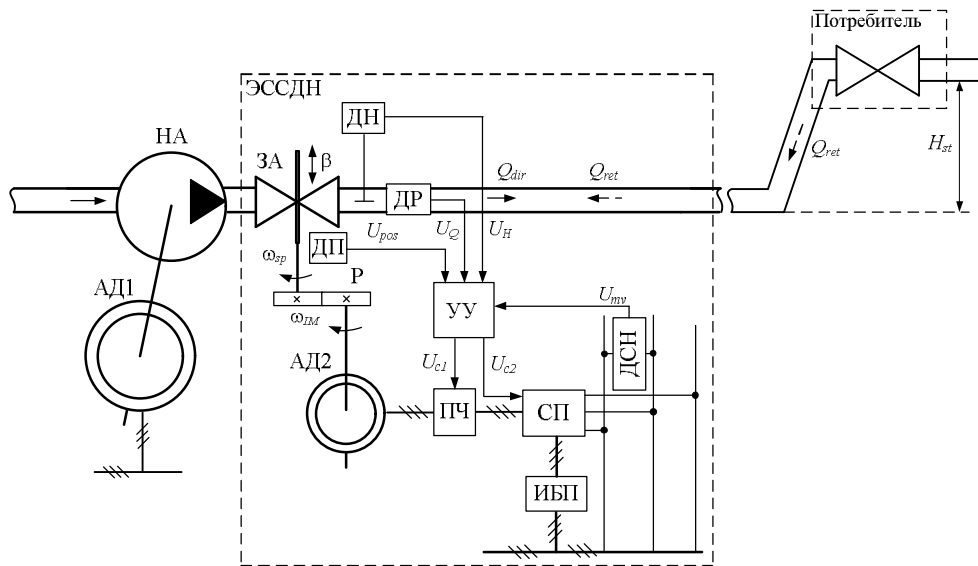 Потребитель
ЭССДН
НА
ЗА
ДН
β
Q_dir
Q_ret
Q_ret
H_st
ДР
U_pos
U_Q
U_H
ω_sp
ДП
Р
АД1
ω_IM
УУ
U_mv
ДСН
АД2
U_c1
U_c2
ПЧ
СП
ИБП